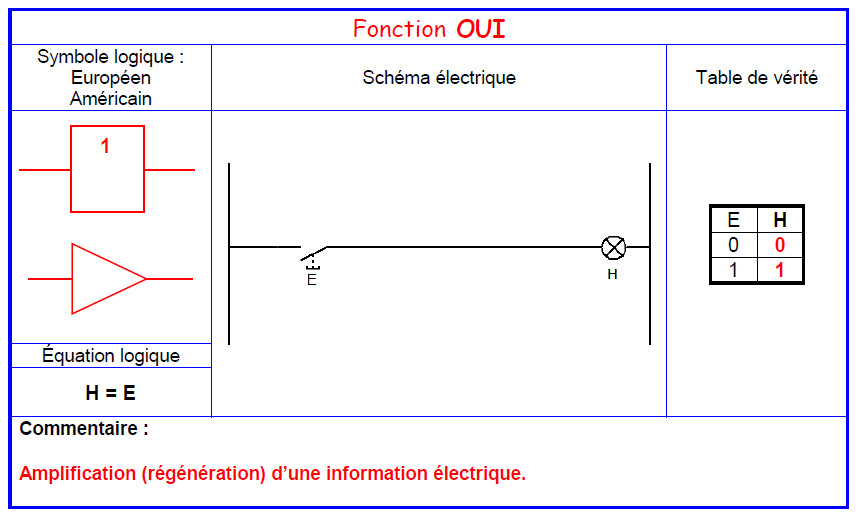 Fonction OUI
Symbole logique :
Européen
Américain
Schéma électrique
Table de vérité
1
E
H
E H
0 0
1 1
Équation logique
H = E
Commentaire :
Amplification (régénération) d’une information électrique.